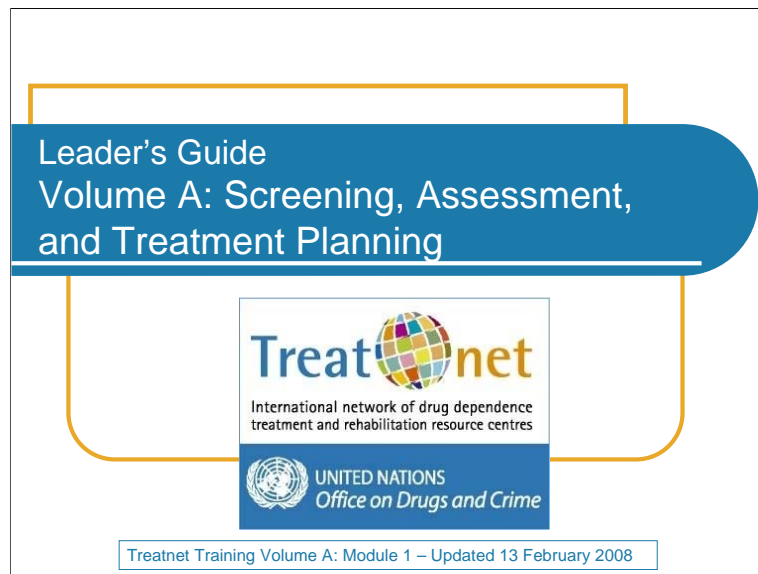 Leader’s Guide
Volume A: Screening, Assessment,
and Treatment Planning
Treat net
International network of drug dependence
treatment and rehabilitation resource centres
UNITED NATIONS
Office on Drugs and Crime
Treatnet Training Volume A: Module 1 – Updated 13 February 2008